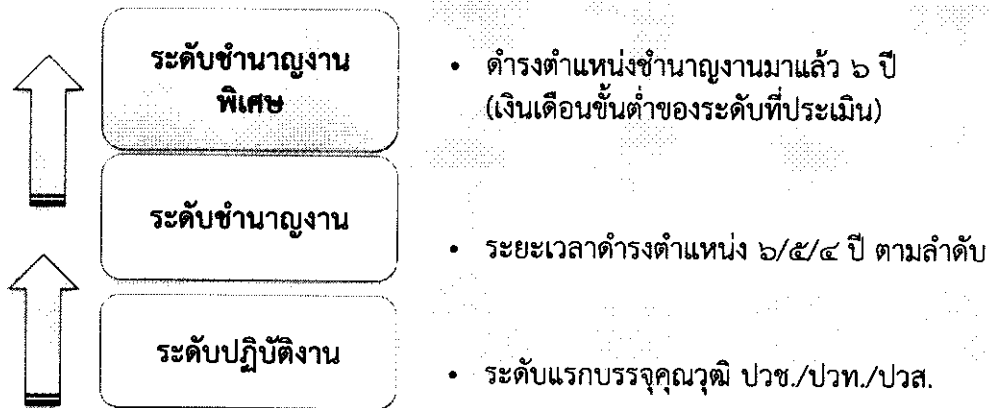 ระดับชำนาญงาน
พิเศษ
• ดำรงตำแหน่งชำนาญงานมาแล้ว ๖ ปี
(เงินเดือนขั้นต่ำของระดับที่ประเมิน)
ระดับชำนาญงาน
• ระยะเวลาดำรงตำแหน่ง ๖/๕/๔ ปี ตามลำดับ
ระดับปฏิบัติงาน
• ระดับแรกบรรจุคุณวุฒิ ปวช./ปวท./ปวส.